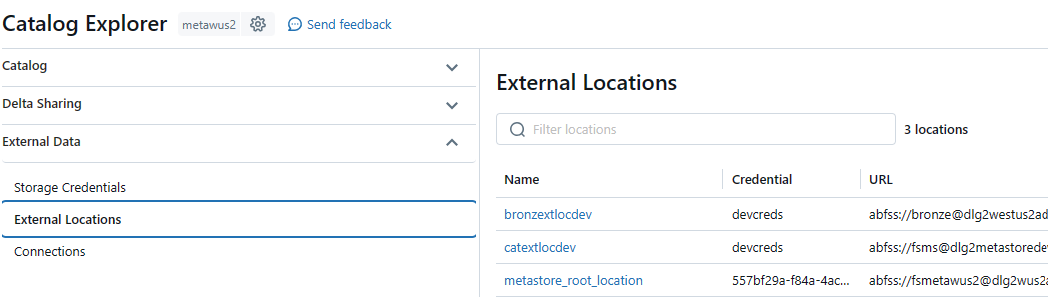 Catalog Explorer metawus2 Send feedback
Catalog
Delta Sharing
External Data
Storage Credentials
External Locations
Connections
External Locations
Filter locations 3 locations
Name Credential URL
bronzextlocdev devcreds abfss://bronze@dlg2westus2ad
catextlocdev devcreds abfss://fsms@dlg2metastorede
metastore_root_location 557bf29a-f84a-4ac... abfss://fsmetawus2@dlg2wus2a